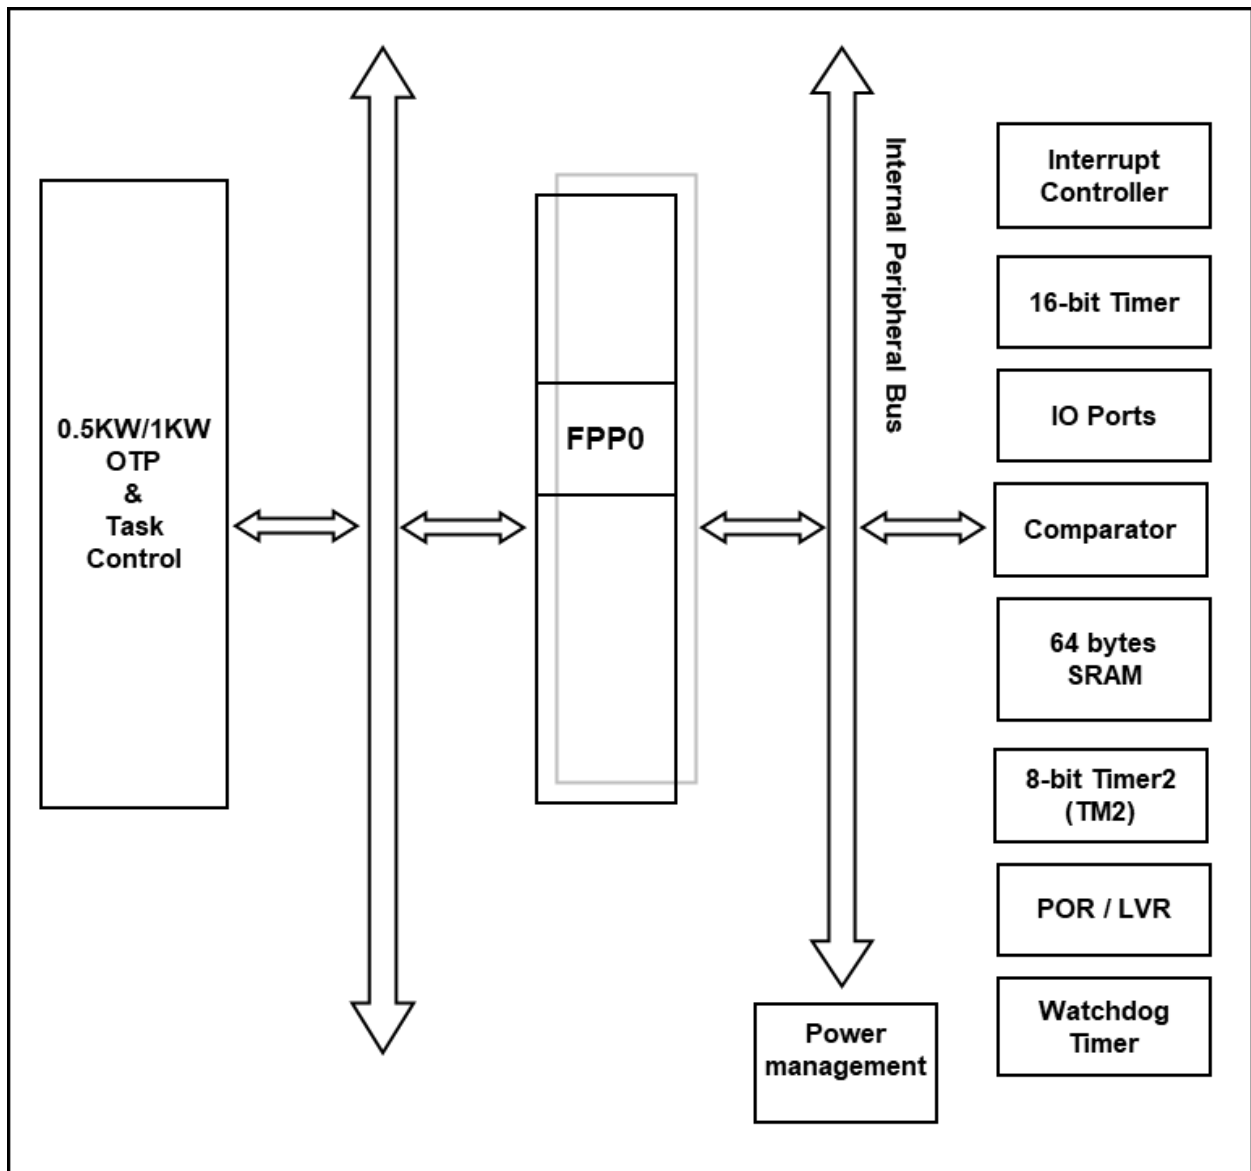 0.5KW/1KW
OTP
&
Task
Control
FPP0
Internal Peripheral Bus
Interrupt
Controller
16-bit Timer
IO Ports
Comparator
64 bytes
SRAM
8-bit Timer2
(TM2)
POR / LVR
Watchdog
Timer
Power
management